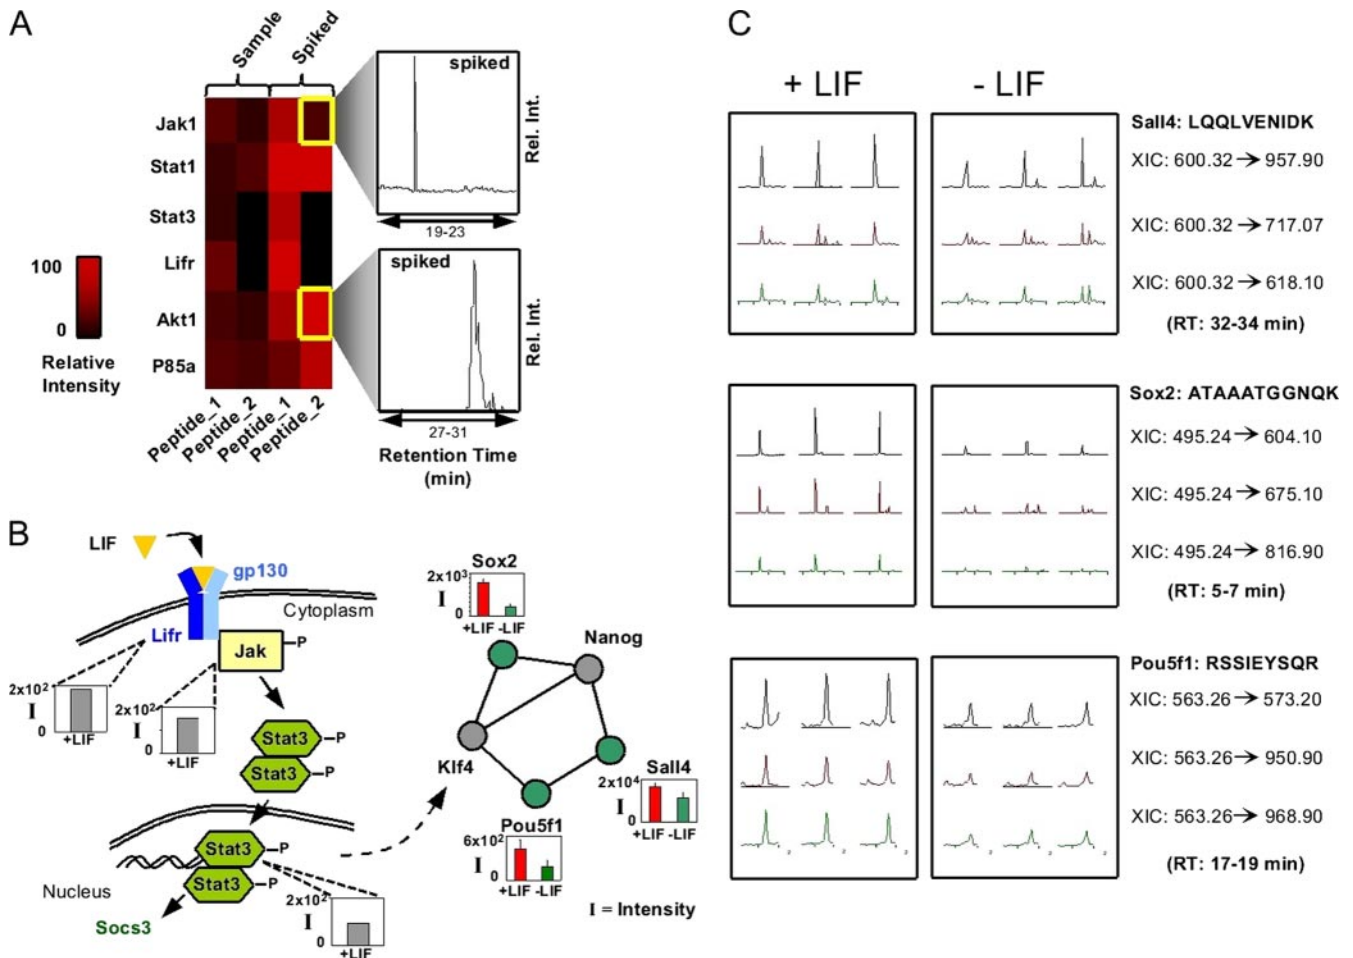 A
Sample
Spiked
Jak1
Stat1
Stat3
Lifr
Akt1
P85a
100
0
Relative
Intensity
Peptide_1
Peptide_2
Peptide_1
Peptide_2
spiked
Rel. Int.
19-23
spiked
Rel. Int.
27-31
Retention Time
(min)
B
LIF
gp130
Cytoplasm
Lifr
Jak
P
2x10²
I
0
+LIF
2x10²
I
0
+LIF
Stat3
P
Stat3
P
Stat3
P
Stat3
P
Nucleus
Socs3
2x10²
I
0
+LIF
Sox2
2x10³
I
0
+LIF -LIF
Nanog
Klf4
Sall4
2x10⁴
I
0
+LIF -LIF
Pou5f1
6x10²
I
0
+LIF -LIF
I = Intensity
C
+ LIF
- LIF
Sall4: LQQLVENIDK
XIC: 600.32→957.90
XIC: 600.32→717.07
XIC: 600.32→618.10
(RT: 32-34 min)
Sox2: ATAAATGGNQK
XIC: 495.24→604.10
XIC: 495.24→675.10
XIC: 495.24→816.90
(RT: 5-7 min)
Pou5f1: RSSIEYSQR
XIC: 563.26→573.20
XIC: 563.26→950.90
XIC: 563.26→968.90
(RT: 17-19 min)